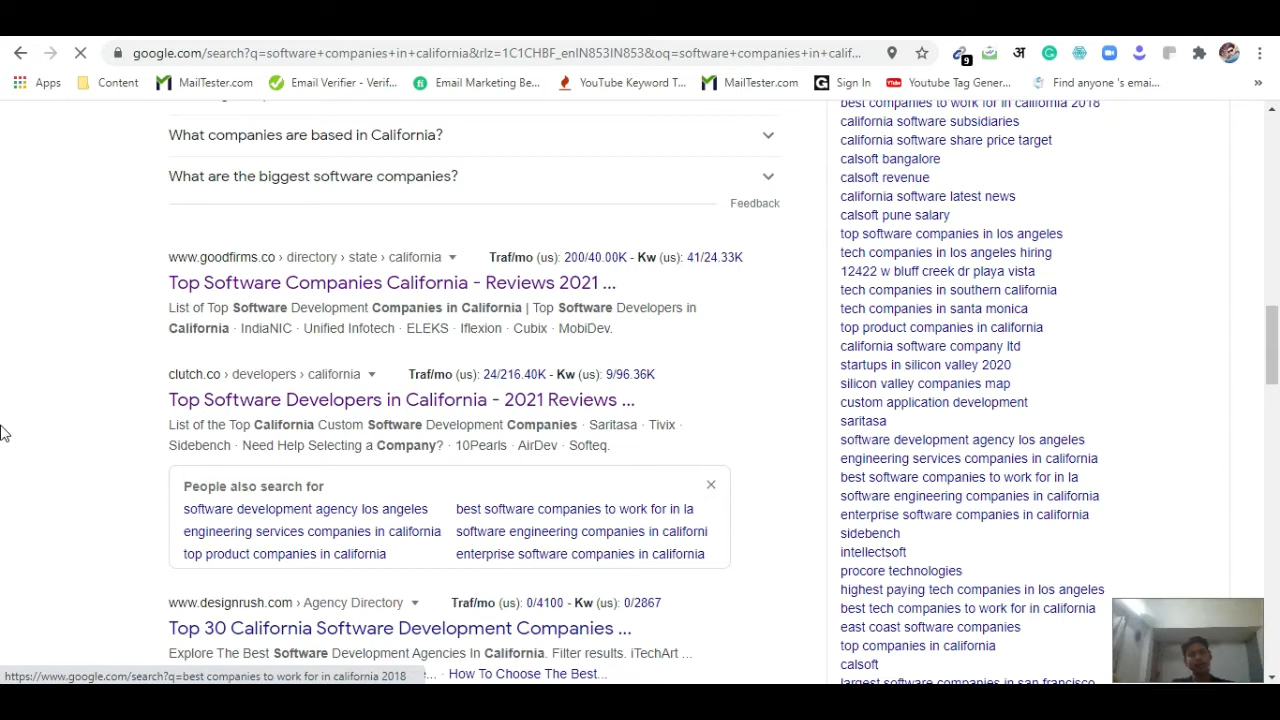 google.com/search?q=software+companies+in+california&rlz=1C1CHBF_enIN853IN853&oq=software+companies+in+calif...
9
अ
Apps
Content
MailTester.com
Email Verifier - Verif...
Email Marketing Be...
YouTube Keyword T...
MailTester.com
Sign In
Youtube Tag Gener...
Find anyone 's email...
»
What companies are based in California?
What are the biggest software companies?
Feedback
www.goodfirms.co › directory › state › california
Traf/mo (us): 200/40.00K - Kw (us): 41/24.33K
Top Software Companies California - Reviews 2021 ...
List of Top Software Development Companies in California | Top Software Developers in
California · IndiaNIC · Unified Infotech · ELEKS · Iflexion · Cubix · MobiDev.
clutch.co › developers › california
Traf/mo (us): 24/216.40K - Kw (us): 9/96.36K
Top Software Developers in California - 2021 Reviews ...
List of the Top California Custom Software Development Companies · Saritasa · Tivix ·
Sidebench · Need Help Selecting a Company? · 10Pearls · AirDev · Softeq.
People also search for
software development agency los angeles
best software companies to work for in la
engineering services companies in california
software engineering companies in californi
top product companies in california
enterprise software companies in california
www.designrush.com › Agency Directory
Traf/mo (us): 0/4100 - Kw (us): 0/2867
Top 30 California Software Development Companies ...
Explore The Best Software Development Agencies In California. Filter results. iTechArt ...
... · How To Choose The Best...
https://www.google.com/search?q=best companies to work for in california 2018
best companies to work for in california 2018
california software subsidiaries
california software share price target
calsoft bangalore
calsoft revenue
california software latest news
calsoft pune salary
top software companies in los angeles
tech companies in los angeles hiring
12422 w bluff creek dr playa vista
tech companies in southern california
tech companies in santa monica
top product companies in california
california software company ltd
startups in silicon valley 2020
silicon valley companies map
custom application development
saritasa
software development agency los angeles
engineering services companies in california
best software companies to work for in la
software engineering companies in california
enterprise software companies in california
sidebench
intellectsoft
procore technologies
highest paying tech companies in los angeles
best tech companies to work for in california
east coast software companies
top companies in california
calsoft
largest software companies in san francisco